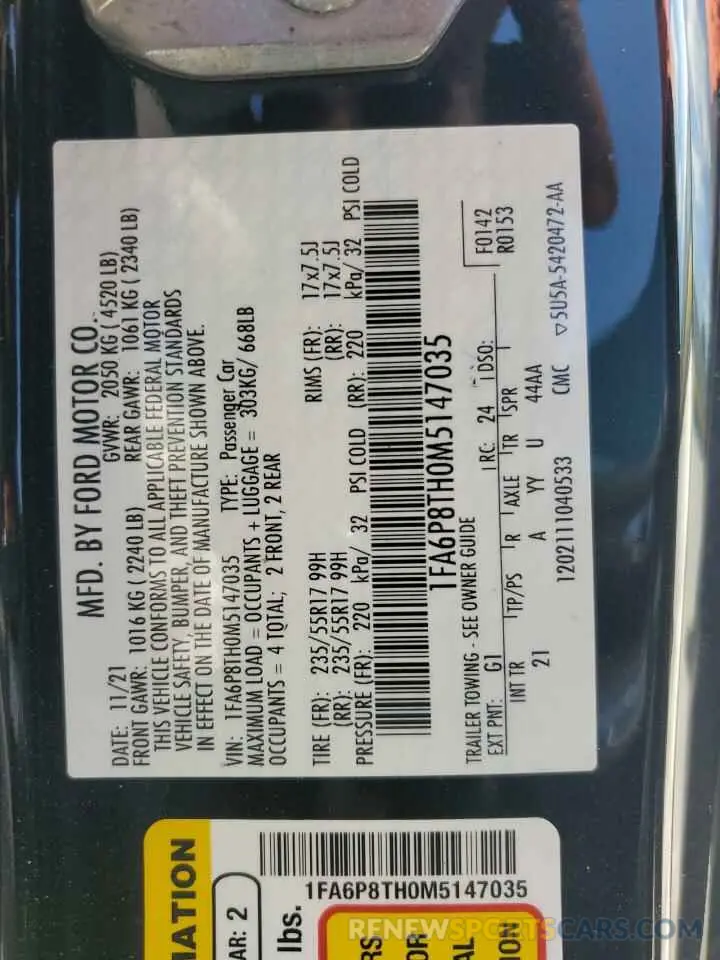 MFD. BY FORD MOTOR CO.
DATE: 11/21 GVWR: 2050 KG ( 4520 LB)
FRONT GAWR: 1016 KG ( 2240 LB) REAR GAWR: 1061 KG ( 2340 LB)
THIS VEHICLE CONFORMS TO ALL APPLICABLE FEDERAL MOTOR
VEHICLE SAFETY, BUMPER, AND THEFT PREVENTION STANDARDS
IN EFFECT ON THE DATE OF MANUFACTURE SHOWN ABOVE.
VIN: 1FA6P8TH0M5147035 TYPE: Passenger Car
MAXIMUM LOAD = OCCUPANTS + LUGGAGE = 303KG/ 668LB
OCCUPANTS = 4 TOTAL; 2 FRONT, 2 REAR
TIRE (FR): 235/55R17 99H RIMS (FR): 17x7.5J
(RR): 235/55R17 99H (RR): 17x7.5J
PRESSURE (FR): 220 kPa/ 32 PSI COLD (RR): 220 kPa/ 32 PSI COLD
1FA6P8TH0M5147035
TRAILER TOWING - SEE OWNER GUIDE F0142
EXT PNT: G1 RC: 24 DSO: R0153
INT TR TP/PS R AXLE TR SPR
21 A YY U 44AA
1202111040533 CMC ▽5U5A-5420472-AA
MATION
AR: 2
lbs.
1FA6P8TH0M5147035
RS
OR
AL
ION
RENEWSPORTSCARS.COM